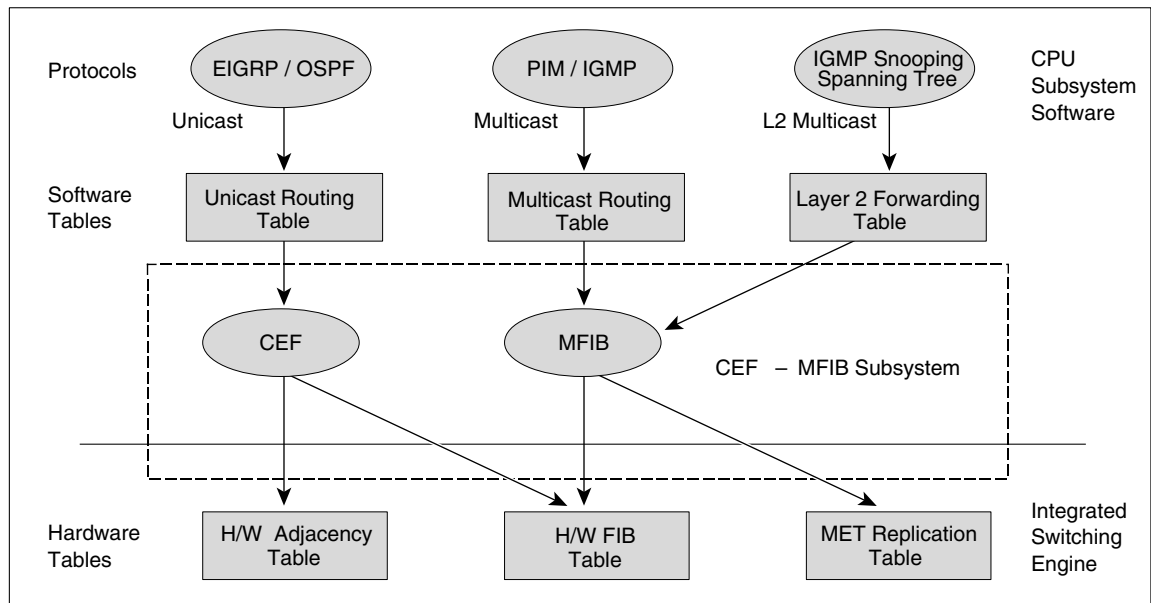 Protocols
EIGRP / OSPF
PIM / IGMP
IGMP Snooping
Spanning Tree
CPU
Subsystem
Software
Unicast
Multicast
L2 Multicast
Software
Tables
Unicast Routing
Table
Multicast Routing
Table
Layer 2 Forwarding
Table
CEF
MFIB
CEF – MFIB Subsystem
Hardware
Tables
H/W Adjacency
Table
H/W FIB
Table
MET Replication
Table
Integrated
Switching
Engine